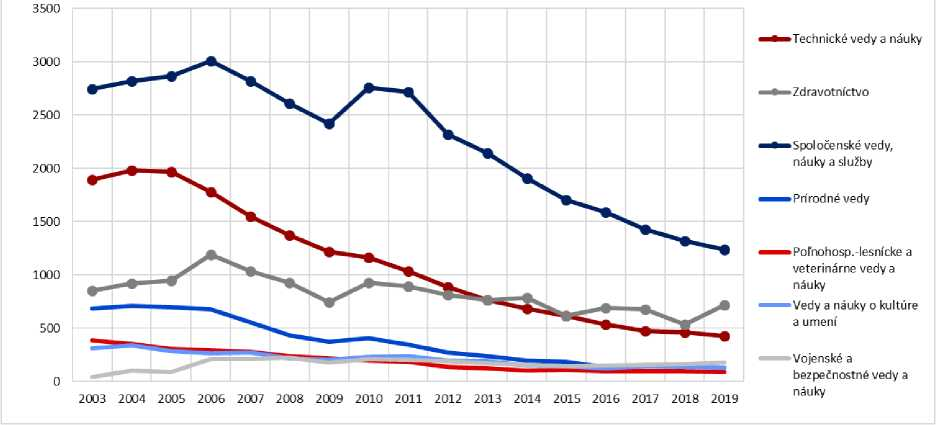 3500
3000
2500
2000
1500
1000
500
0
2003 2004 2005 2006 2007 2008 2009 2010 2011 2012 2013 2014 2015 2016 2017 2018 2019
Technické vedy a náuky
Zdravotníctvo
Spoločenské vedy,
náuky a služby
Prírodné vedy
Poľnohosp.-lesnícke a
veterinárne vedy a
náuky
Vedy a náuky o kultúre
a umení
Vojenské a
bezpečnostné vedy a
náuky